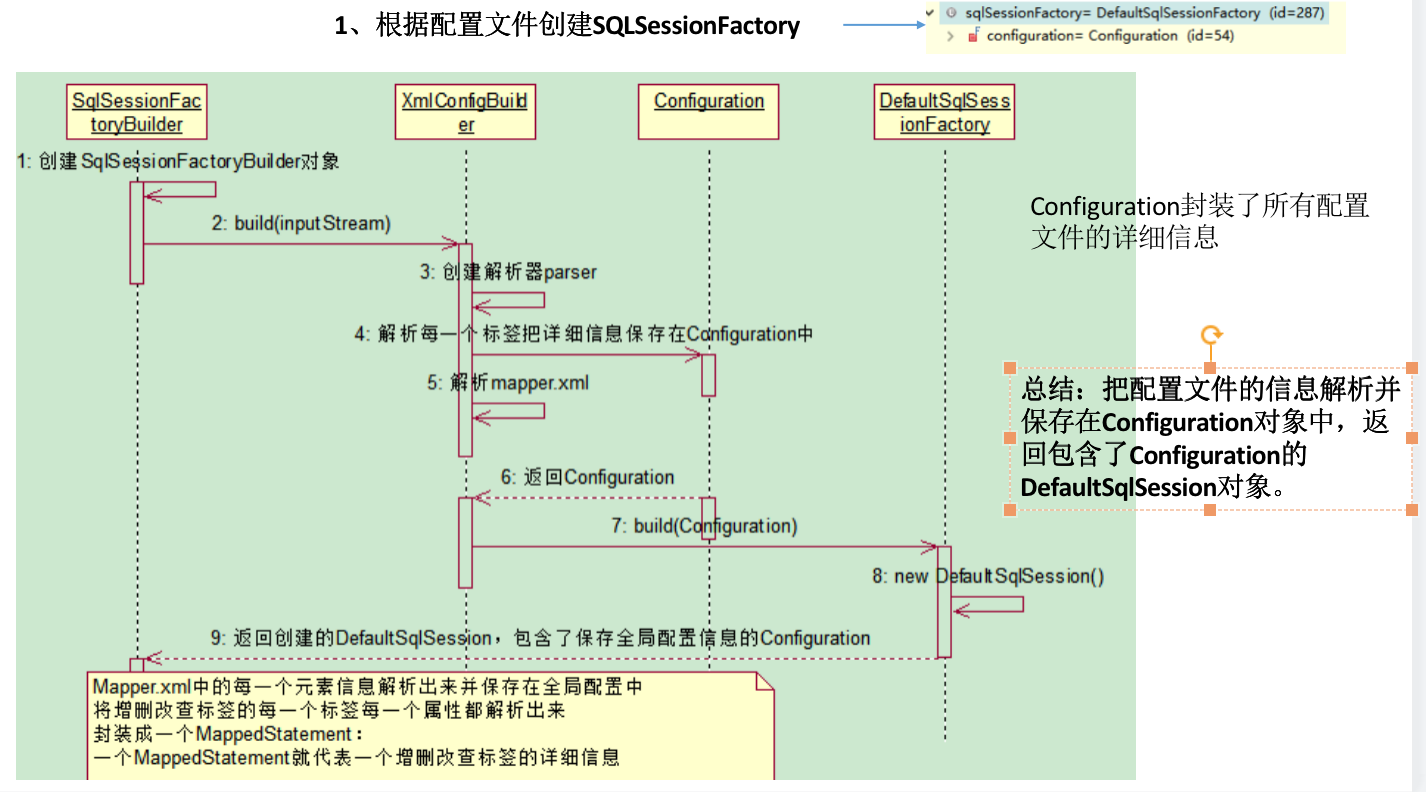 1、根据配置文件创建SQLSessionFactory
sqlSessionFactory= DefaultSqlSessionFactory (id=287)
configuration= Configuration (id=54)
SqlSessionFac
toryBuilder
XmlConfigBuild
er
Configuration
DefaultSqlSess
ionFactory
1: 创建SqlSessionFactoryBuilder对象
2: build(inputStream)
3: 创建解析器parser
4: 解析每一个标签把详细信息保存在Configuration中
5: 解析mapper.xml
6: 返回Configuration
7: build(Configuration)
8: new DefaultSqlSession()
9: 返回创建的DefaultSqlSession，包含了保存全局配置信息的Configuration
Mapper.xml中的每一个元素信息解析出来并保存在全局配置中
将增删改查标签的每一个标签每一个属性都解析出来
封装成一个MappedStatement：
一个MappedStatement就代表一个增删改查标签的详细信息
Configuration封装了所有配置
文件的详细信息
总结：把配置文件的信息解析并
保存在Configuration对象中，返
回包含了Configuration的
DefaultSqlSession对象。